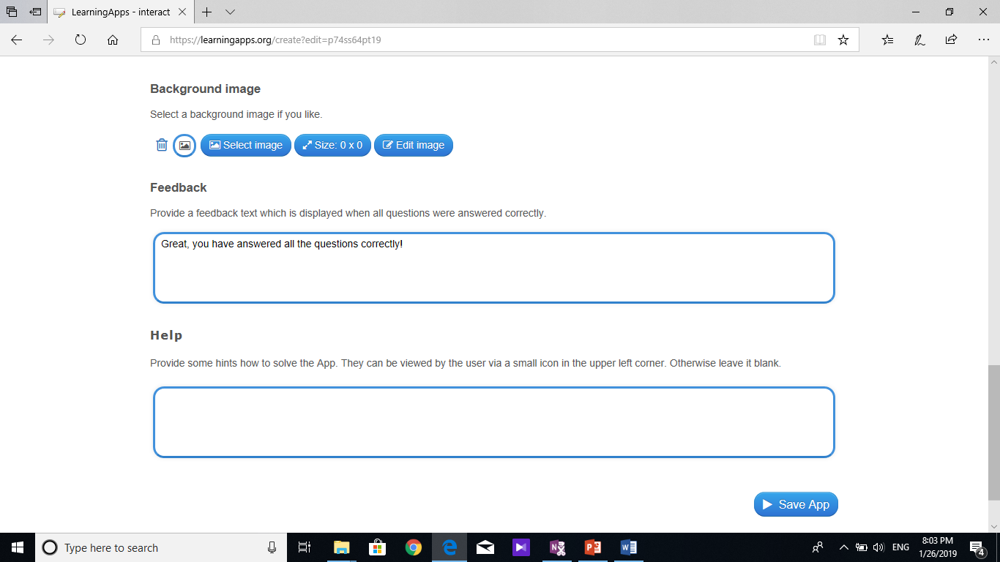 LearningApps - interact
https://learningapps.org/create?edit=p74ss64pt19
Background image
Select a background image if you like.
Select image
Size: 0 x 0
Edit image
Feedback
Provide a feedback text which is displayed when all questions were answered correctly.
Great, you have answered all the questions correctly!
Help
Provide some hints how to solve the App. They can be viewed by the user via a small icon in the upper left corner. Otherwise leave it blank.
Save App
Type here to search
ENG
8:03 PM
1/26/2019
4